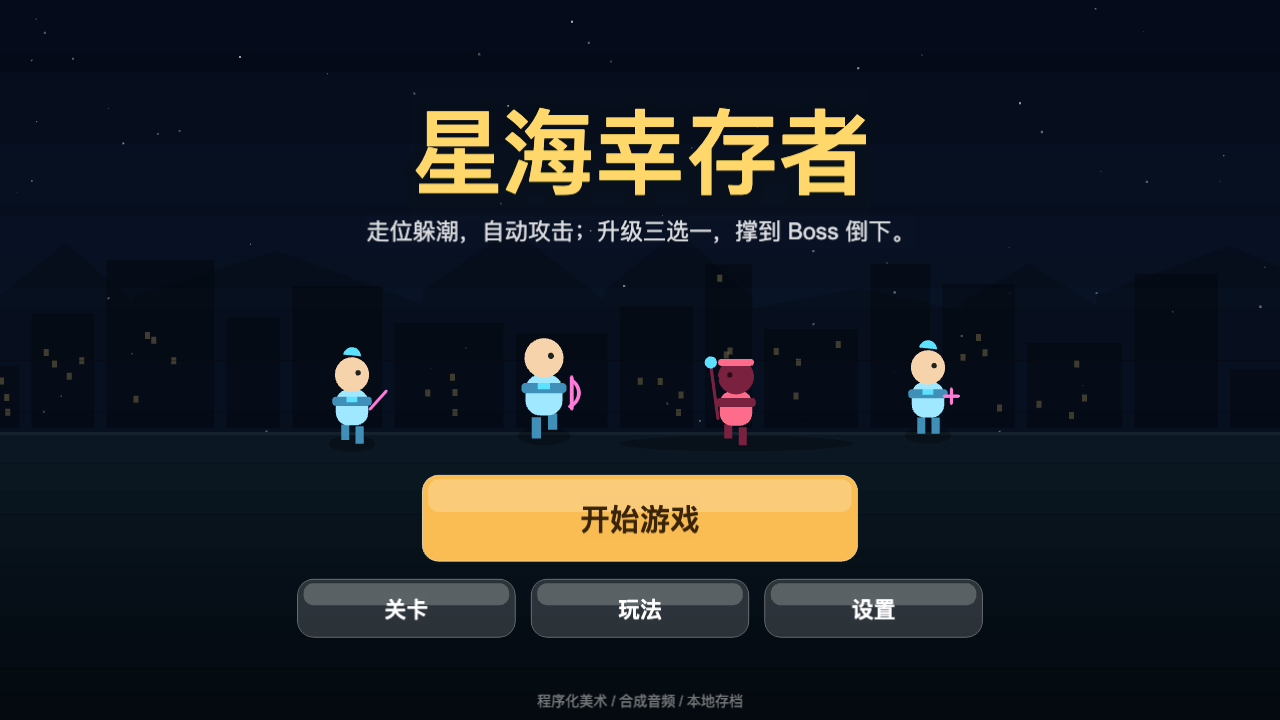 星海幸存者
走位躲潮，自动攻击；升级三选一，撑到 Boss 倒下。
开始游戏
关卡
玩法
设置
程序化美术 / 合成音频 / 本地存档